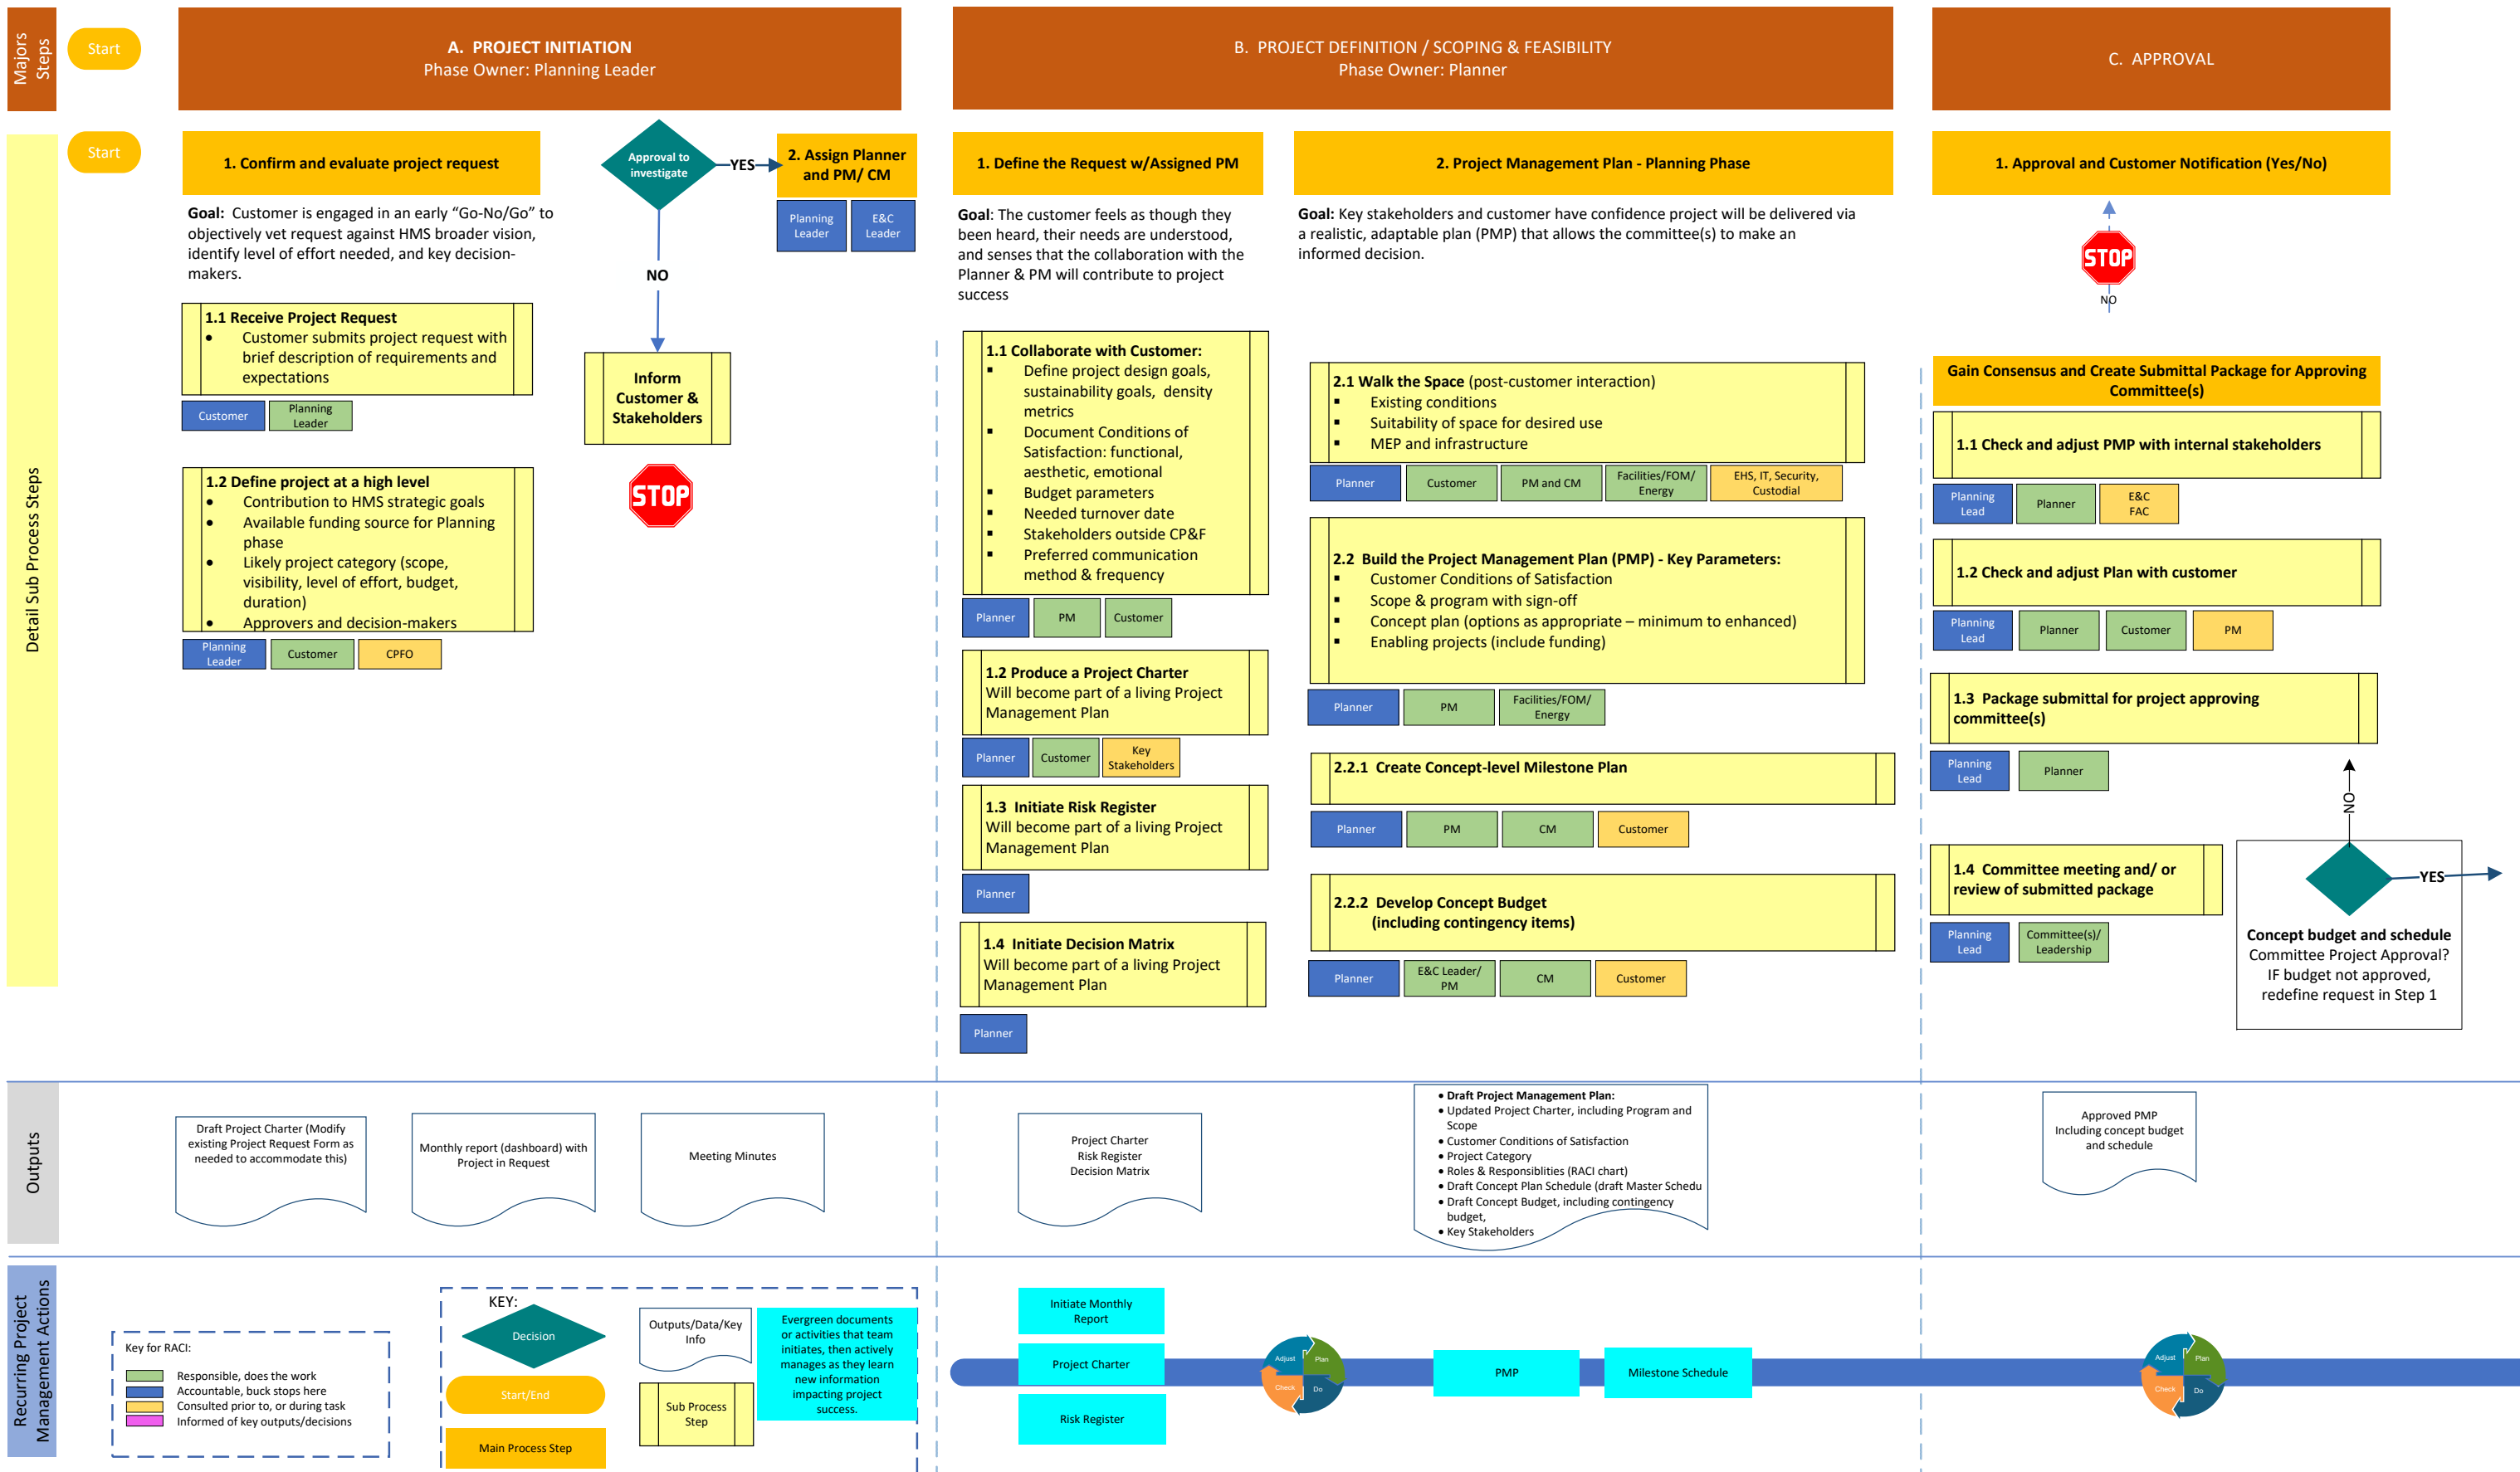 Majors
Steps
Start
A. PROJECT INITIATION
Phase Owner: Planning Leader
B. PROJECT DEFINITION / SCOPING & FEASIBILITY
Phase Owner: Planner
C. APPROVAL
Detail Sub Process Steps
Start
1. Confirm and evaluate project request
Goal: Customer is engaged in an early “Go-No/Go” to
objectively vet request against HMS broader vision,
identify level of effort needed, and key decision-
makers.
1.1 Receive Project Request
• Customer submits project request with
brief description of requirements and
expectations
Customer
Planning
Leader
1.2 Define project at a high level
• Contribution to HMS strategic goals
• Available funding source for Planning
phase
• Likely project category (scope,
visibility, level of effort, budget,
duration)
• Approvers and decision-makers
Planning
Leader
Customer
CPFO
Approval to
investigate
YES
NO
Inform
Customer &
Stakeholders
STOP
2. Assign Planner
and PM/ CM
Planning
Leader
E&C
Leader
1. Define the Request w/Assigned PM
Goal: The customer feels as though they
been heard, their needs are understood,
and senses that the collaboration with the
Planner & PM will contribute to project
success
1.1 Collaborate with Customer:
▪ Define project design goals,
sustainability goals, density
metrics
▪ Document Conditions of
Satisfaction: functional,
aesthetic, emotional
▪ Budget parameters
▪ Needed turnover date
▪ Stakeholders outside CP&F
▪ Preferred communication
method & frequency
Planner
PM
Customer
1.2 Produce a Project Charter
Will become part of a living Project
Management Plan
Planner
Customer
Key
Stakeholders
1.3 Initiate Risk Register
Will become part of a living Project
Management Plan
Planner
1.4 Initiate Decision Matrix
Will become part of a living Project
Management Plan
Planner
2. Project Management Plan - Planning Phase
Goal: Key stakeholders and customer have confidence project will be delivered via
a realistic, adaptable plan (PMP) that allows the committee(s) to make an
informed decision.
2.1 Walk the Space (post-customer interaction)
▪ Existing conditions
▪ Suitability of space for desired use
▪ MEP and infrastructure
Planner
Customer
PM and CM
Facilities/FOM/
Energy
EHS, IT, Security,
Custodial
2.2 Build the Project Management Plan (PMP) - Key Parameters:
▪ Customer Conditions of Satisfaction
▪ Scope & program with sign-off
▪ Concept plan (options as appropriate – minimum to enhanced)
▪ Enabling projects (include funding)
Planner
PM
Facilities/FOM/
Energy
2.2.1 Create Concept-level Milestone Plan
Planner
PM
CM
Customer
2.2.2 Develop Concept Budget
(including contingency items)
Planner
E&C Leader/
PM
CM
Customer
1. Approval and Customer Notification (Yes/No)
STOP
NO
Gain Consensus and Create Submittal Package for Approving
Committee(s)
1.1 Check and adjust PMP with internal stakeholders
Planning
Lead
Planner
E&C
FAC
1.2 Check and adjust Plan with customer
Planning
Lead
Planner
Customer
PM
1.3 Package submittal for project approving
committee(s)
Planning
Lead
Planner
NO
1.4 Committee meeting and/ or
review of submitted package
Planning
Lead
Committee(s)/
Leadership
YES
Concept budget and schedule
Committee Project Approval?
IF budget not approved,
redefine request in Step 1
Outputs
Draft Project Charter (Modify
existing Project Request Form as
needed to accommodate this)
Monthly report (dashboard) with
Project in Request
Meeting Minutes
Project Charter
Risk Register
Decision Matrix
• Draft Project Management Plan:
• Updated Project Charter, including Program and
Scope
• Customer Conditions of Satisfaction
• Project Category
• Roles & Responsiblities (RACI chart)
• Draft Concept Plan Schedule (draft Master Schedu
• Draft Concept Budget, including contingency
budget,
• Key Stakeholders
Approved PMP
Including concept budget
and schedule
Recurring Project
Management Actions
Key for RACI:
Responsible, does the work
Accountable, buck stops here
Consulted prior to, or during task
Informed of key outputs/decisions
KEY:
Decision
Start/End
Main Process Step
Outputs/Data/Key
Info
Sub Process
Step
Evergreen documents
or activities that team
initiates, then actively
manages as they learn
new information
impacting project
success.
Initiate Monthly
Report
Project Charter
Risk Register
Adjust
Plan
Check
Do
PMP
Milestone Schedule
Adjust
Plan
Check
Do